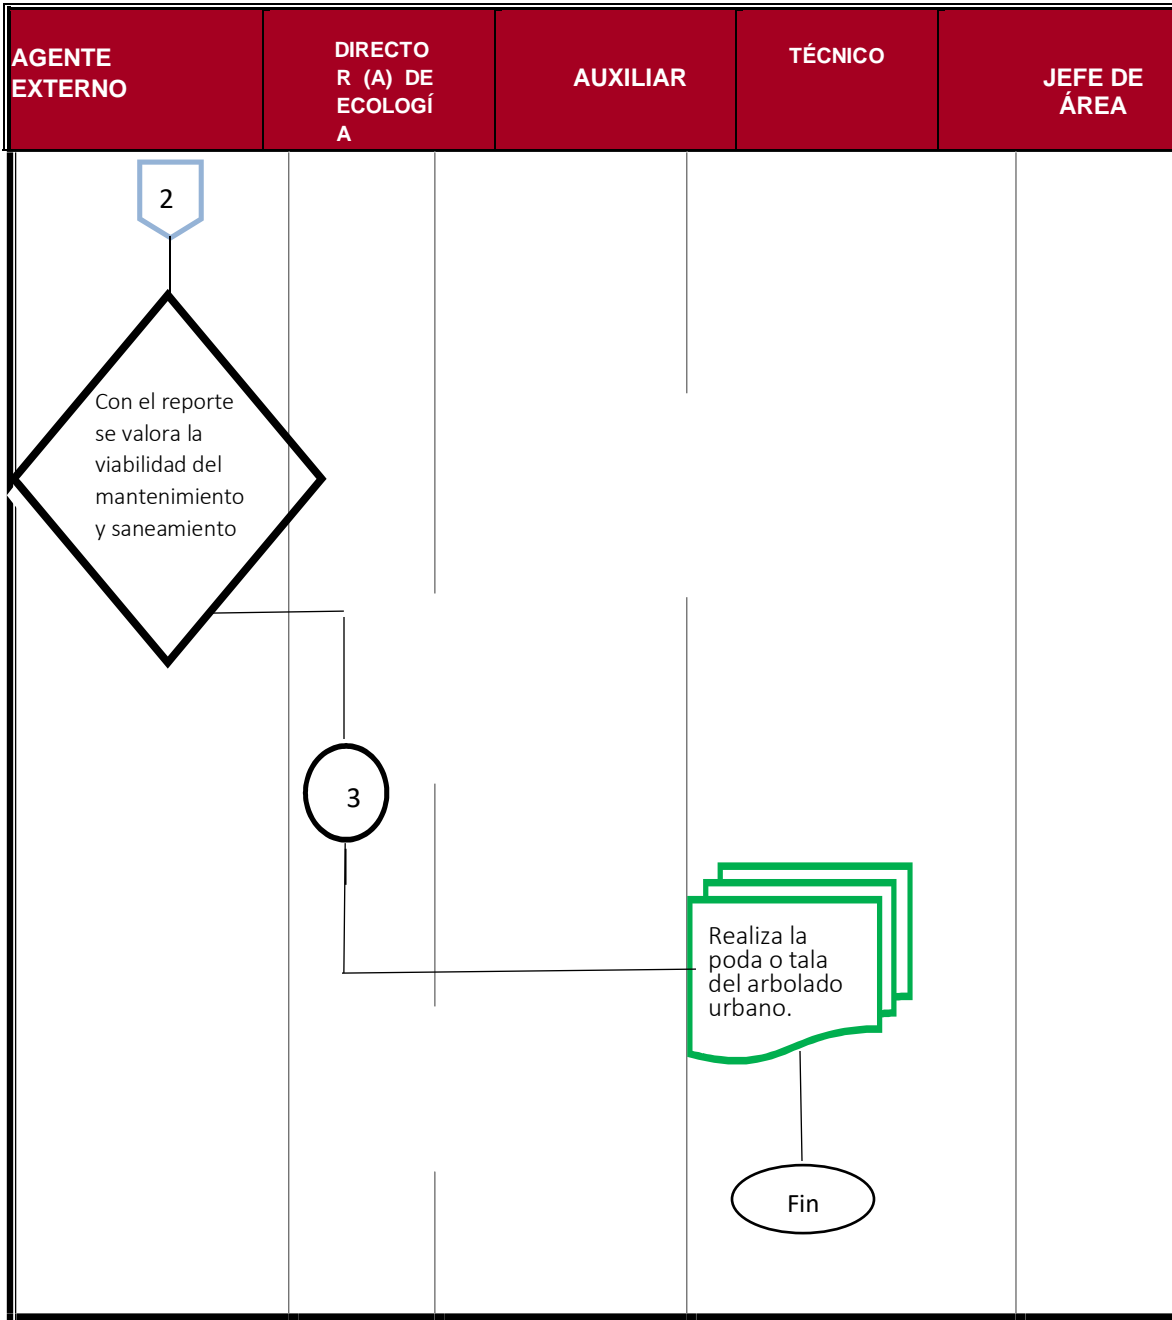 AGENTE
EXTERNO
DIRECTO
R (A) DE
ECOLOGÍ
A
AUXILIAR
TÉCNICO
JEFE DE
ÁREA
2
Con el reporte
se valora la
viabilidad del
mantenimiento
y saneamiento
3
Realiza la
poda o tala
del arbolado
urbano.
Fin